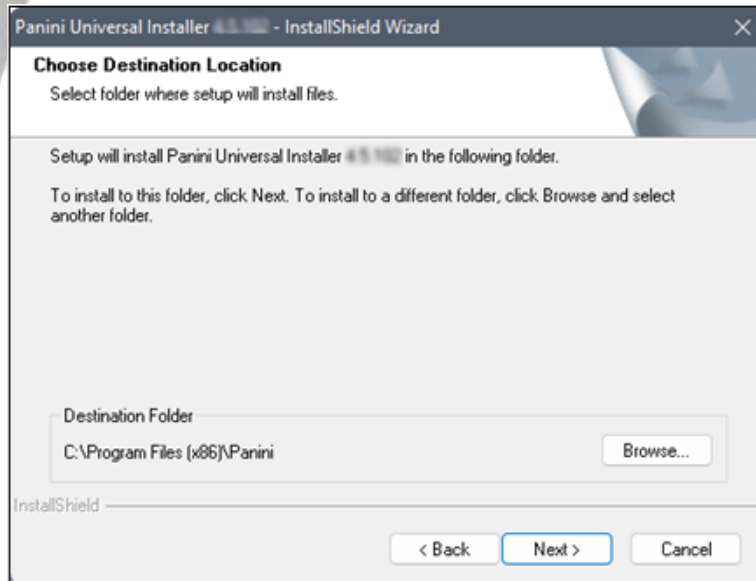 Panini Universal Installer - InstallShield Wizard
Choose Destination Location
Select folder where setup will install files.
Setup will install Panini Universal Installer in the following folder.
To install to this folder, click Next. To install to a different folder, click Browse and select
another folder.
Destination Folder
C:\Program Files (x86)\Panini
Browse...
InstallShield
< Back
Next >
Cancel